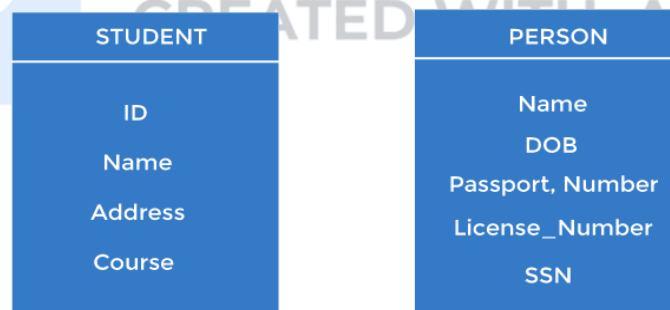 CREATED WITH A
STUDENT
ID
Name
Address
Course
PERSON
Name
DOB
Passport, Number
License_Number
SSN